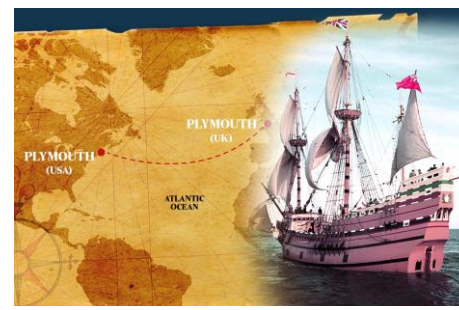 PLYMOUTH
(UK)
PLYMOUTH
(USA)
ATLANTIC
OCEAN